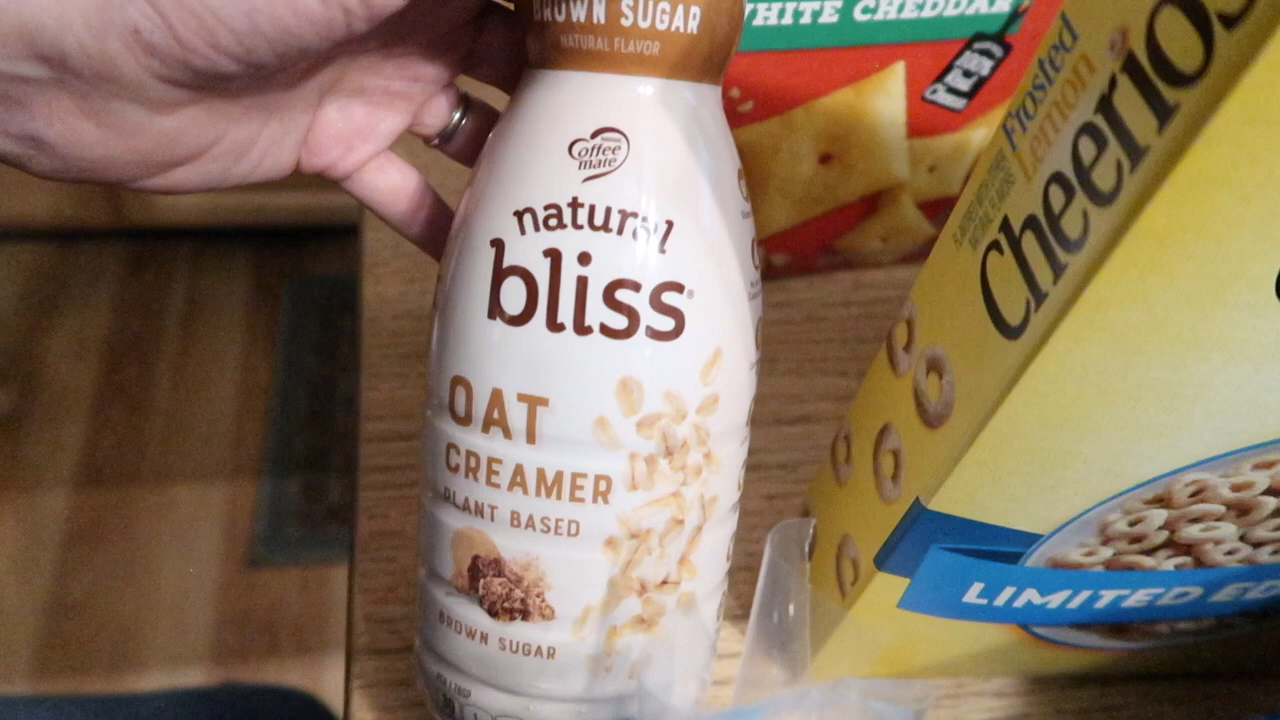 BROWN SUGAR
NATURAL FLAVOR
Coffee
mate
natural
bliss
OAT
CREAMER
PLANT BASED
BROWN SUGAR
WHITE CHEDDAR
Frosted
Lemon
Cheerios
LIMITED